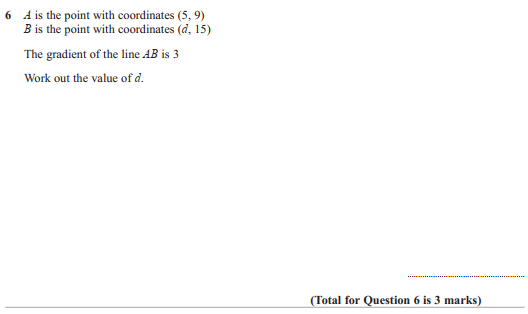 6 A is the point with coordinates (5, 9)
B is the point with coordinates (d, 15)
The gradient of the line AB is 3
Work out the value of d.
(Total for Question 6 is 3 marks)